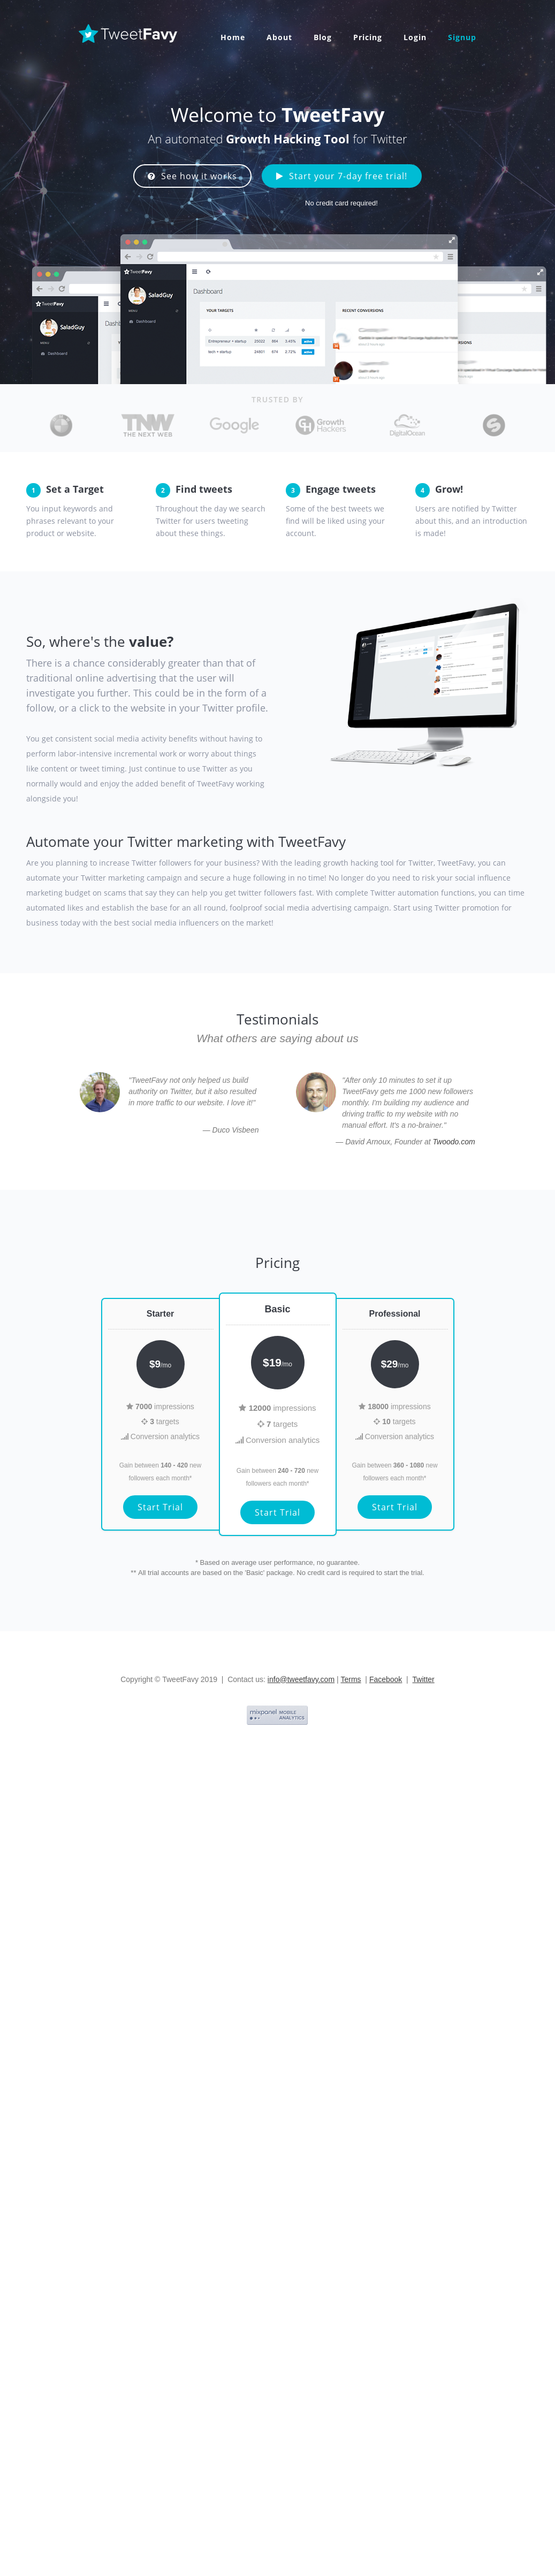 TweetFavy
Home About Blog Pricing Login Signup
Welcome to TweetFavy
An automated Growth Hacking Tool for Twitter
See how it works
Start your 7-day free trial!
No credit card required!
TweetFavy
SaladGuy
Dashboard
TweetFavy
SaladGuy
MENU
Dashboard
Dashboard
YOUR TARGETS
RECENT CONVERSIONS
TRUSTED BY
TNW
THE NEXT WEB
Google
GH Growth
Hackers
DigitalOcean
1 Set a Target
You input keywords and
phrases relevant to your
product or website.
2 Find tweets
Throughout the day we search
Twitter for users tweeting
about these things.
3 Engage tweets
Some of the best tweets we
find will be liked using your
account.
4 Grow!
Users are notified by Twitter
about this, and an introduction
is made!
So, where's the value?
There is a chance considerably greater than that of
traditional online advertising that the user will
investigate you further. This could be in the form of a
follow, or a click to the website in your Twitter profile.
You get consistent social media activity benefits without having to
perform labor-intensive incremental work or worry about things
like content or tweet timing. Just continue to use Twitter as you
normally would and enjoy the added benefit of TweetFavy working
alongside you!
Automate your Twitter marketing with TweetFavy
Are you planning to increase Twitter followers for your business? With the leading growth hacking tool for Twitter, TweetFavy, you can
automate your Twitter marketing campaign and secure a huge following in no time! No longer do you need to risk your social influence
marketing budget on scams that say they can help you get twitter followers fast. With complete Twitter automation functions, you can time
automated likes and establish the base for an all round, foolproof social media advertising campaign. Start using Twitter promotion for
business today with the best social media influencers on the market!
Testimonials
What others are saying about us
"TweetFavy not only helped us build
authority on Twitter, but it also resulted
in more traffic to our website. I love it!"
— Duco Visbeen
"After only 10 minutes to set it up
TweetFavy gets me 1000 new followers
monthly. I'm building my audience and
driving traffic to my website with no
manual effort. It's a no-brainer."
— David Arnoux, Founder at Twoodo.com
Pricing
Starter
$9/mo
7000 impressions
3 targets
Conversion analytics
Gain between 140 - 420 new
followers each month*
Start Trial
Basic
$19/mo
12000 impressions
7 targets
Conversion analytics
Gain between 240 - 720 new
followers each month*
Start Trial
Professional
$29/mo
18000 impressions
10 targets
Conversion analytics
Gain between 360 - 1080 new
followers each month*
Start Trial
* Based on average user performance, no guarantee.
** All trial accounts are based on the 'Basic' package. No credit card is required to start the trial.
Copyright © TweetFavy 2019 | Contact us: info@tweetfavy.com | Terms | Facebook | Twitter
mixpanel MOBILE
ANALYTICS